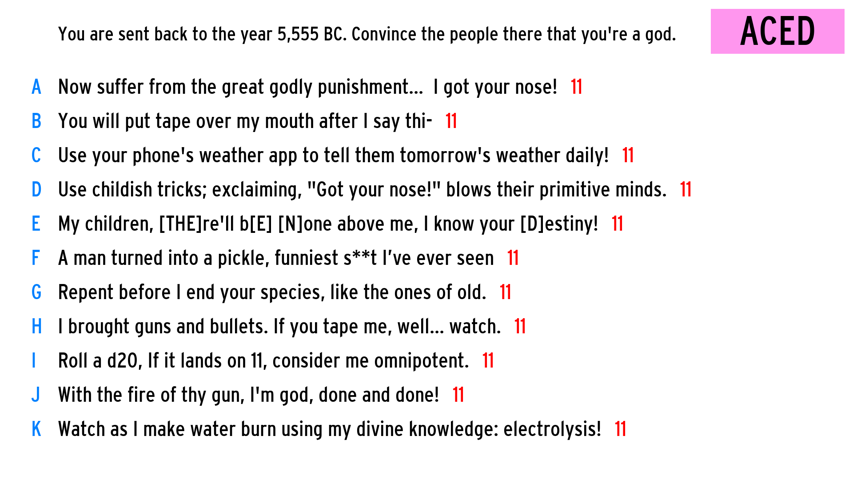 You are sent back to the year 5,555 BC. Convince the people there that you're a god.
ACED
A Now suffer from the great godly punishment... I got your nose! 11
B You will put tape over my mouth after I say thi- 11
C Use your phone's weather app to tell them tomorrow's weather daily! 11
D Use childish tricks; exclaiming, "Got your nose!" blows their primitive minds. 11
E My children, [THE]re'll b[E] [N]one above me, I know your [D]estiny! 11
F A man turned into a pickle, funniest s**t I’ve ever seen 11
G Repent before I end your species, like the ones of old. 11
H I brought guns and bullets. If you tape me, well... watch. 11
I Roll a d20, If it lands on 11, consider me omnipotent. 11
J With the fire of thy gun, I'm god, done and done! 11
K Watch as I make water burn using my divine knowledge: electrolysis! 11